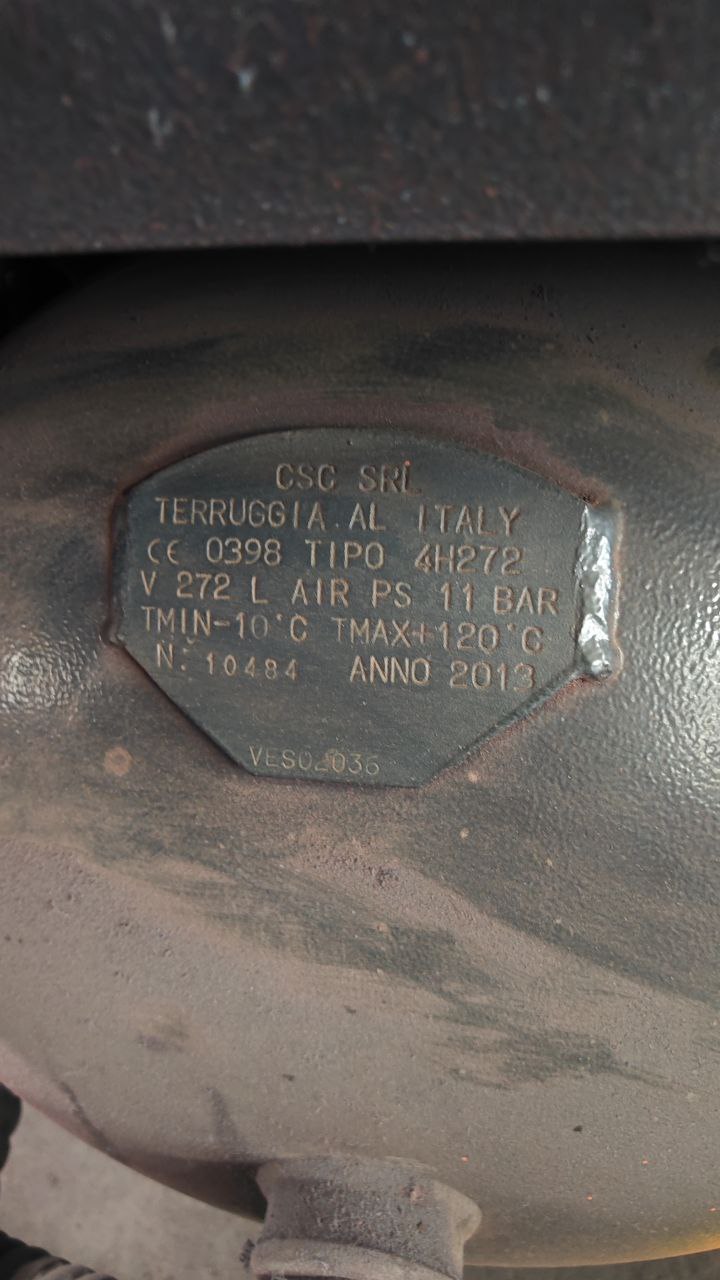 CSC SRL
TERRUGGIA.AL ITALY
CE 0398 TIPO 4H272
V 272 L AIR PS 11 BAR
TMIN-10°C TMAX+120°C
N. 10484 ANNO 2013
VES02036